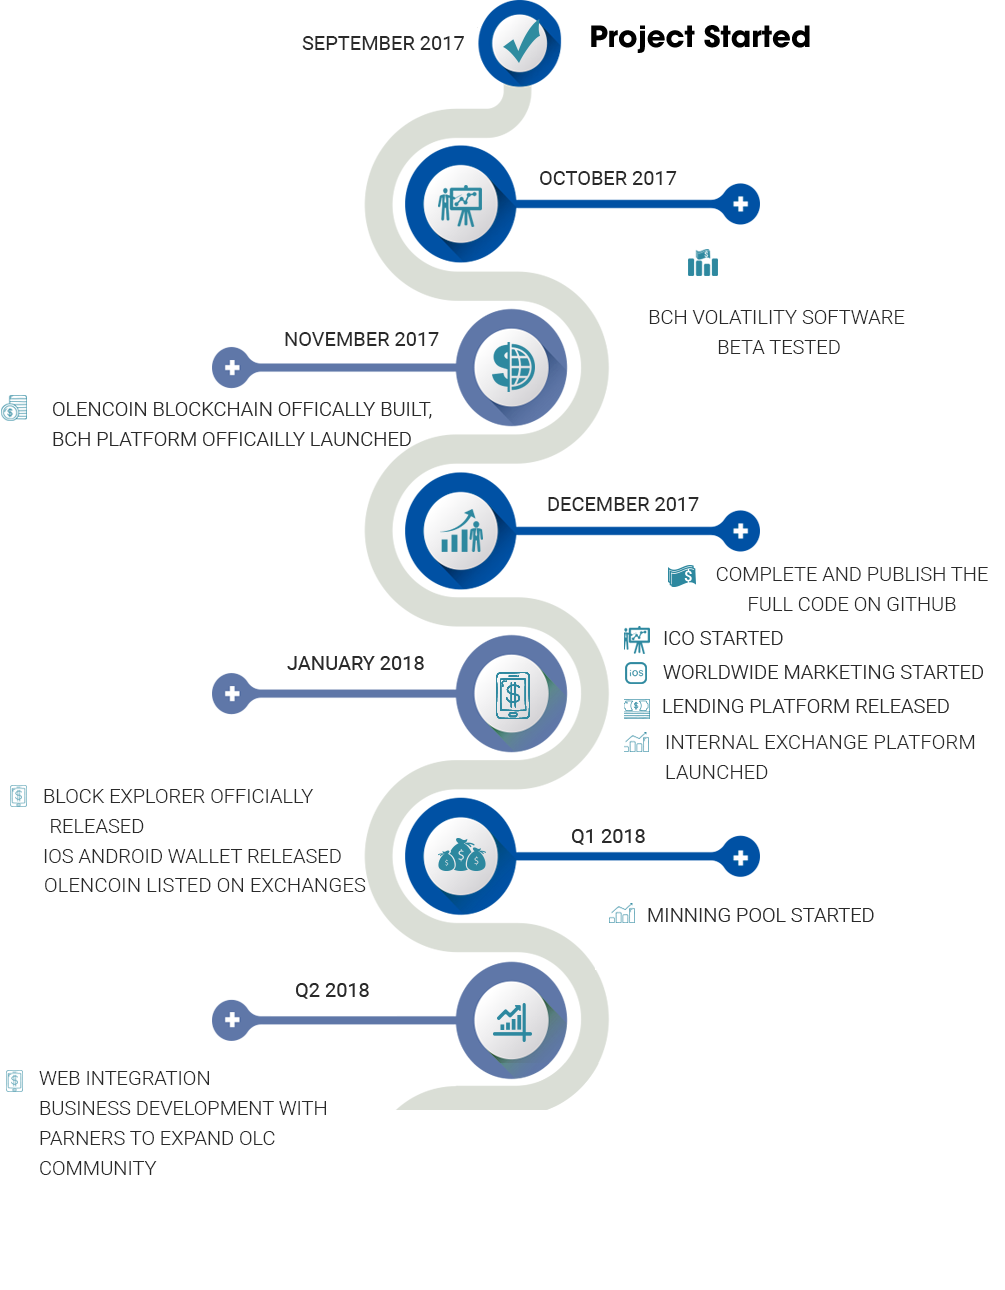 SEPTEMBER 2017
Project Started
OCTOBER 2017
BCH VOLATILITY SOFTWARE
BETA TESTED
NOVEMBER 2017
OLENCOIN BLOCKCHAIN OFFICALLY BUILT,
BCH PLATFORM OFFICAILLY LAUNCHED
DECEMBER 2017
COMPLETE AND PUBLISH THE
FULL CODE ON GITHUB
ICO STARTED
iOS
WORLDWIDE MARKETING STARTED
LENDING PLATFORM RELEASED
INTERNAL EXCHANGE PLATFORM
LAUNCHED
JANUARY 2018
BLOCK EXPLORER OFFICIALLY
RELEASED
IOS ANDROID WALLET RELEASED
OLENCOIN LISTED ON EXCHANGES
Q1 2018
MINNING POOL STARTED
Q2 2018
WEB INTEGRATION
BUSINESS DEVELOPMENT WITH
PARNERS TO EXPAND OLC
COMMUNITY